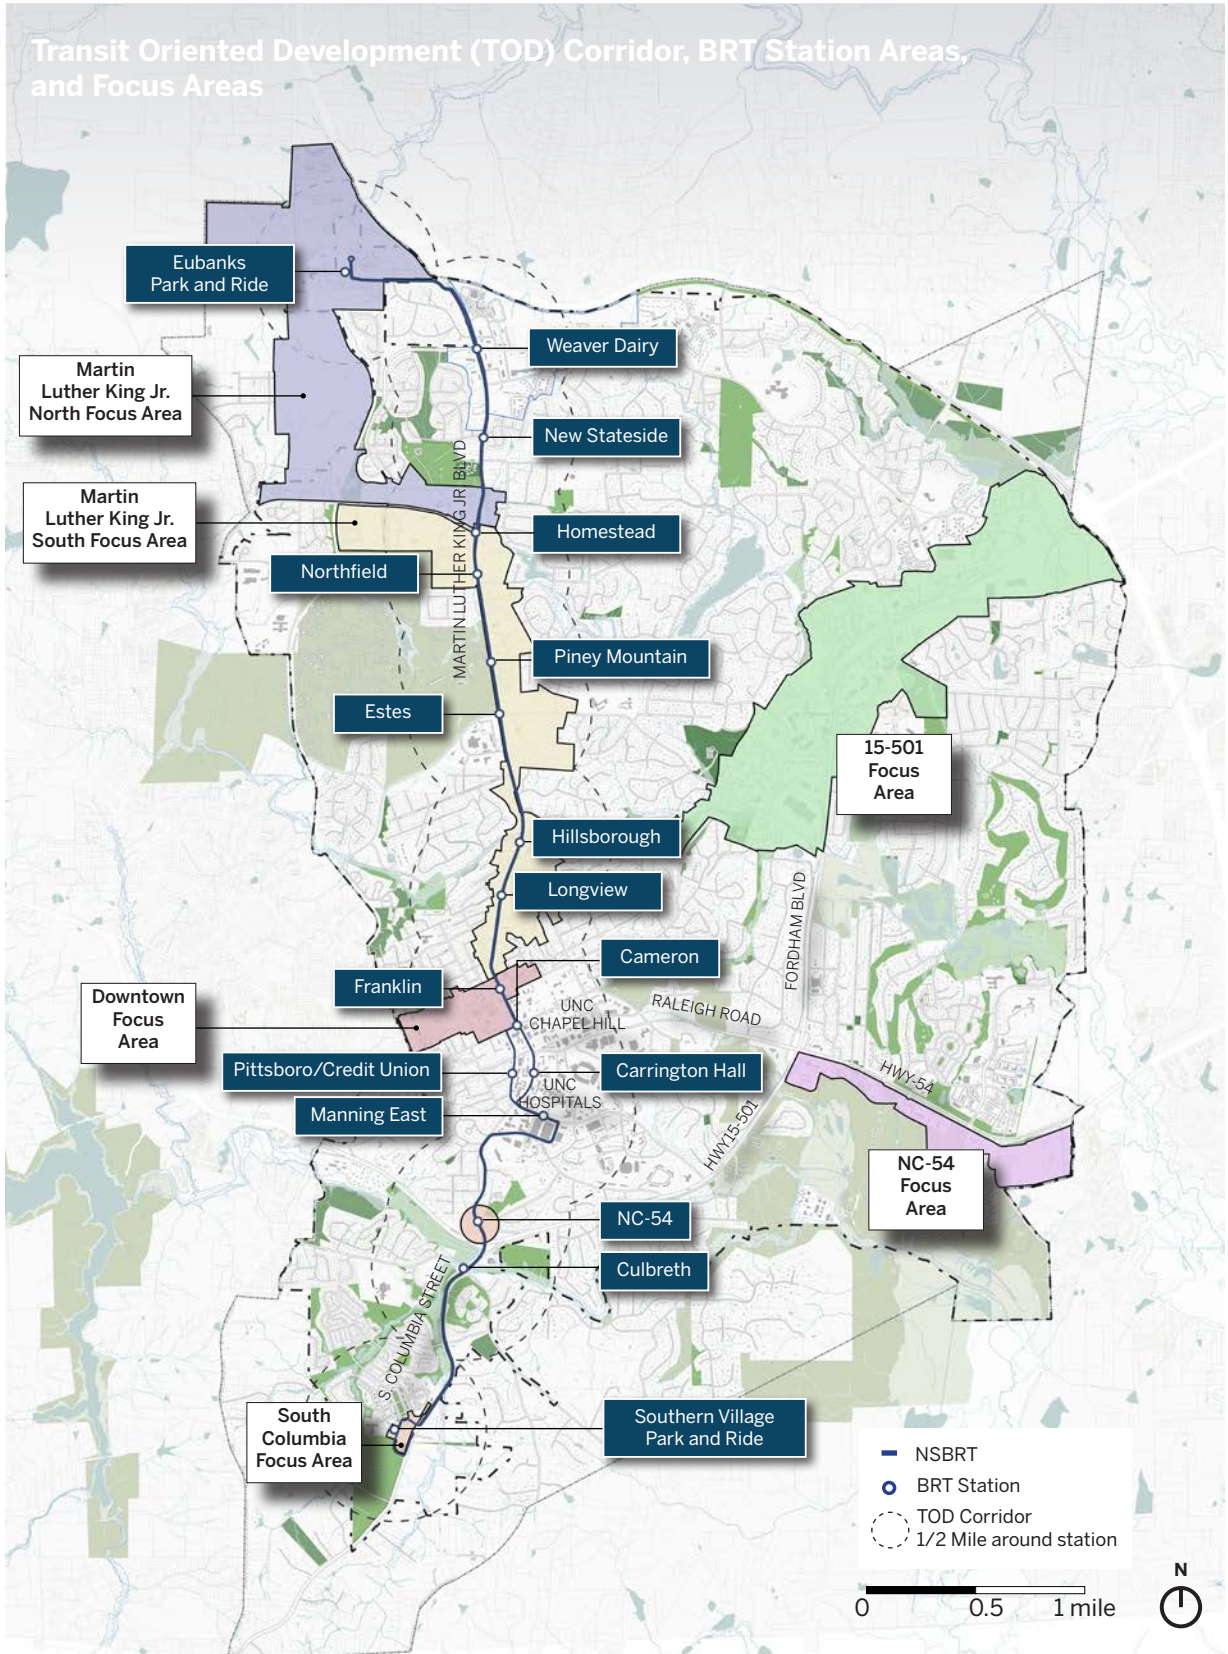 Transit Oriented Development (TOD) Corridor, BRT Station Areas,
and Focus Areas
Eubanks
Park and Ride
Weaver Dairy
Martin
Luther King Jr.
North Focus Area
New Stateside
MARTIN LUTHER KING JR. BLVD
Martin
Luther King Jr.
South Focus Area
Homestead
Northfield
Piney Mountain
Estes
15-501
Focus
Area
Hillsborough
Longview
FORDHAM BLVD
Cameron
Franklin
Downtown
Focus
Area
UNC
CHAPEL HILL
RALEIGH ROAD
Pittsboro/Credit Union
Carrington Hall
HWY-54
UNC
HOSPITALS
Manning East
HWY15-501
NC-54
Focus
Area
NC-54
Culbreth
S. COLUMBIA STREET
South
Columbia
Focus Area
Southern Village
Park and Ride
NSBRT
BRT Station
TOD Corridor
1/2 Mile around station
N
0 0.5 1 mile